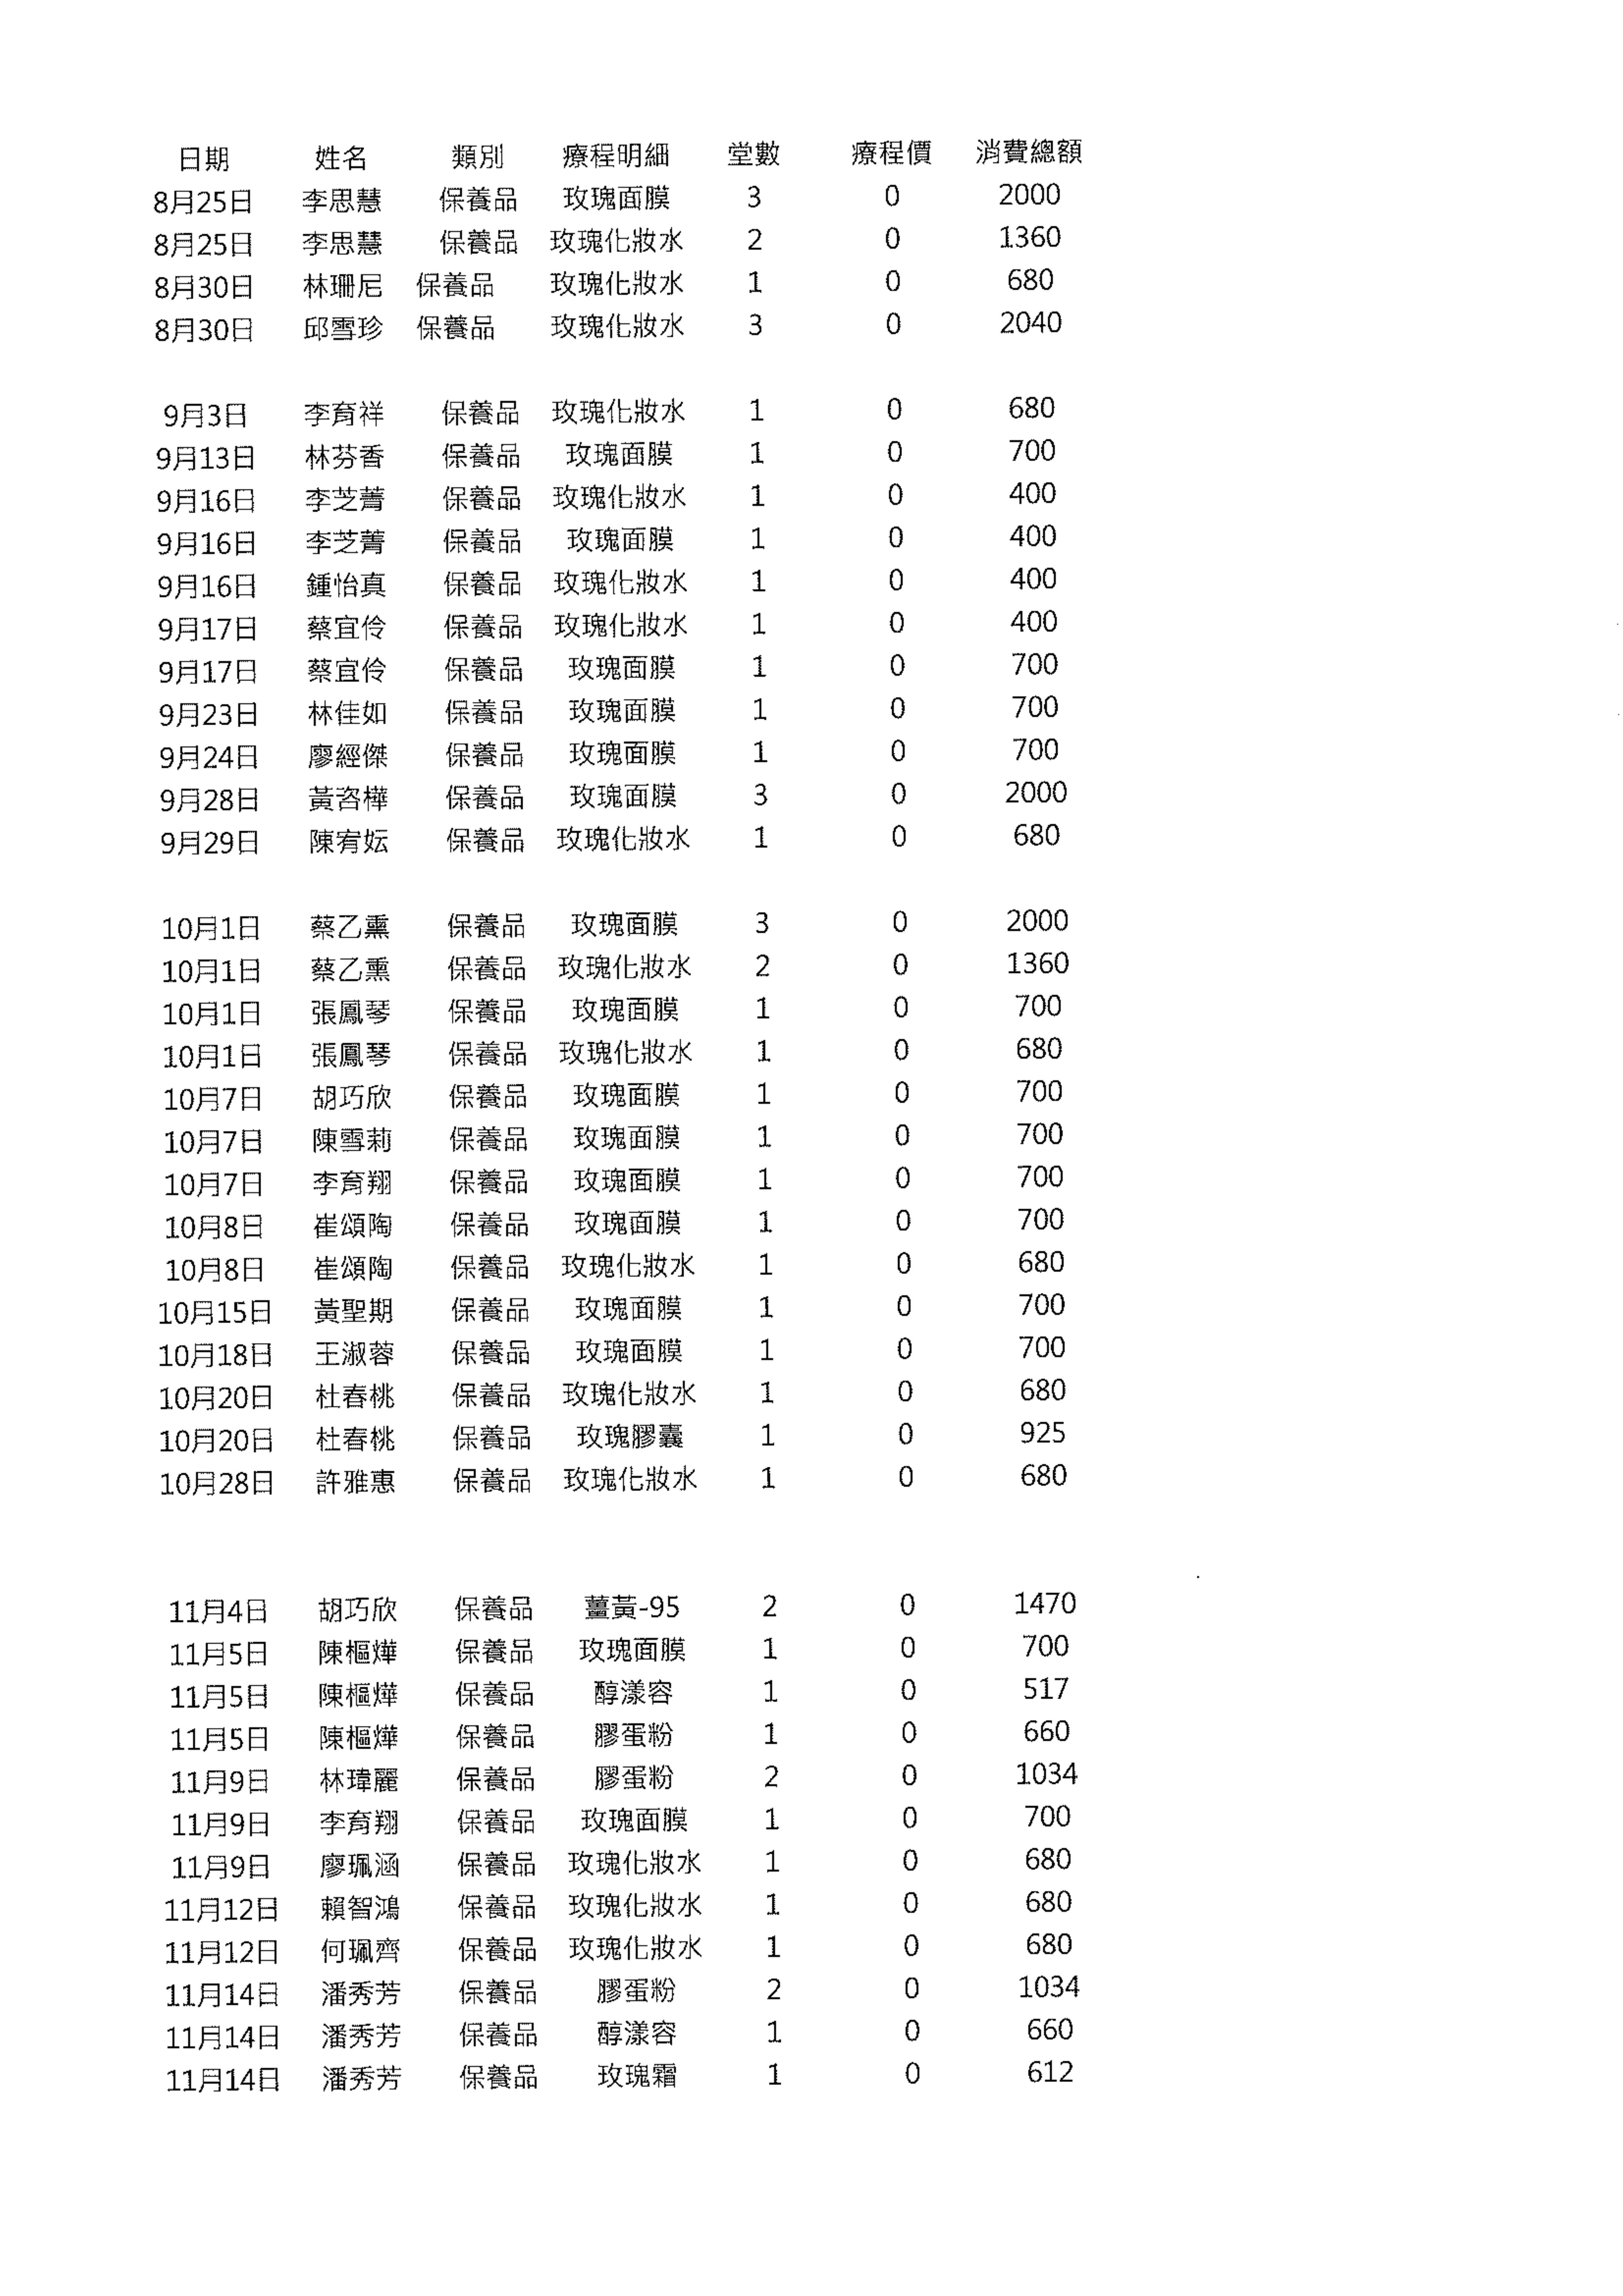 日期 姓名 類別 療程明細 堂數 療程價 消費總額
8月25日 李思慧 保養品 玫瑰面膜 3 0 2000
8月25日 李思慧 保養品 玫瑰化妝水 2 0 1360
8月30日 林珊尼 保養品 玫瑰化妝水 1 0 680
8月30日 邱雪珍 保養品 玫瑰化妝水 3 0 2040
9月3日 李育祥 保養品 玫瑰化妝水 1 0 680
9月13日 林芬香 保養品 玫瑰面膜 1 0 700
9月16日 李芝菁 保養品 玫瑰化妝水 1 0 400
9月16日 李芝菁 保養品 玫瑰面膜 1 0 400
9月16日 鍾怡真 保養品 玫瑰化妝水 1 0 400
9月17日 蔡宜伶 保養品 玫瑰化妝水 1 0 400
9月17日 蔡宜伶 保養品 玫瑰面膜 1 0 700
9月23日 林佳如 保養品 玫瑰面膜 1 0 700
9月24日 廖經傑 保養品 玫瑰面膜 1 0 700
9月28日 黃咨樺 保養品 玫瑰面膜 3 0 2000
9月29日 陳宥妘 保養品 玫瑰化妝水 1 0 680
10月1日 蔡乙熏 保養品 玫瑰面膜 3 0 2000
10月1日 蔡乙熏 保養品 玫瑰化妝水 2 0 1360
10月1日 張鳳琴 保養品 玫瑰面膜 1 0 700
10月1日 張鳳琴 保養品 玫瑰化妝水 1 0 680
10月7日 胡巧欣 保養品 玫瑰面膜 1 0 700
10月7日 陳雪莉 保養品 玫瑰面膜 1 0 700
10月7日 李育翔 保養品 玫瑰面膜 1 0 700
10月8日 崔頌陶 保養品 玫瑰面膜 1 0 700
10月8日 崔頌陶 保養品 玫瑰化妝水 1 0 680
10月15日 黃聖期 保養品 玫瑰面膜 1 0 700
10月18日 王淑蓉 保養品 玫瑰面膜 1 0 700
10月20日 杜春桃 保養品 玫瑰化妝水 1 0 680
10月20日 杜春桃 保養品 玫瑰膠囊 1 0 925
10月28日 許雅惠 保養品 玫瑰化妝水 1 0 680
11月4日 胡巧欣 保養品 薑黃-95 2 0 1470
11月5日 陳樞燁 保養品 玫瑰面膜 1 0 700
11月5日 陳樞燁 保養品 醇漾容 1 0 517
11月5日 陳樞燁 保養品 膠蛋粉 1 0 660
11月9日 林瑋麗 保養品 膠蛋粉 2 0 1034
11月9日 李育翔 保養品 玫瑰面膜 1 0 700
11月9日 廖珮涵 保養品 玫瑰化妝水 1 0 680
11月12日 賴智鴻 保養品 玫瑰化妝水 1 0 680
11月12日 何珮齊 保養品 玫瑰化妝水 1 0 680
11月14日 潘秀芳 保養品 膠蛋粉 2 0 1034
11月14日 潘秀芳 保養品 醇漾容 1 0 660
11月14日 潘秀芳 保養品 玫瑰霜 1 0 612